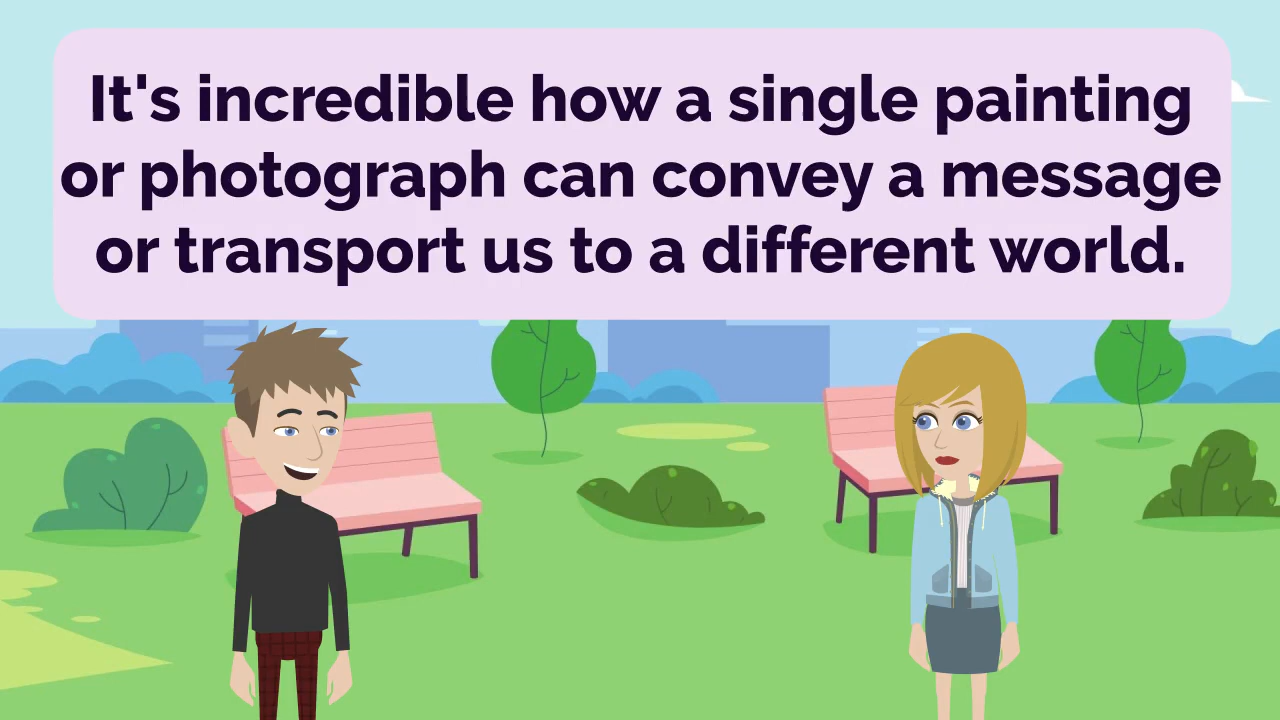 It's incredible how a single painting
or photograph can convey a message
or transport us to a different world.